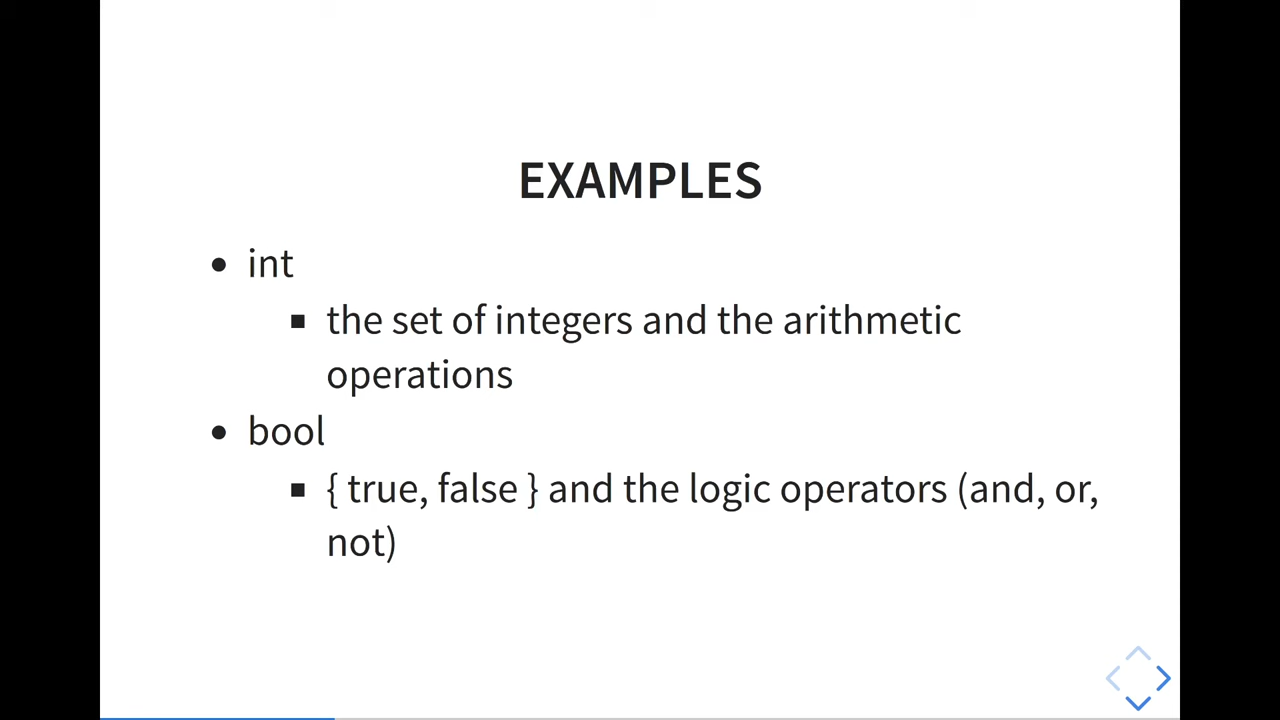 EXAMPLES
int
the set of integers and the arithmetic
operations
bool
{ true, false } and the logic operators (and, or,
not)